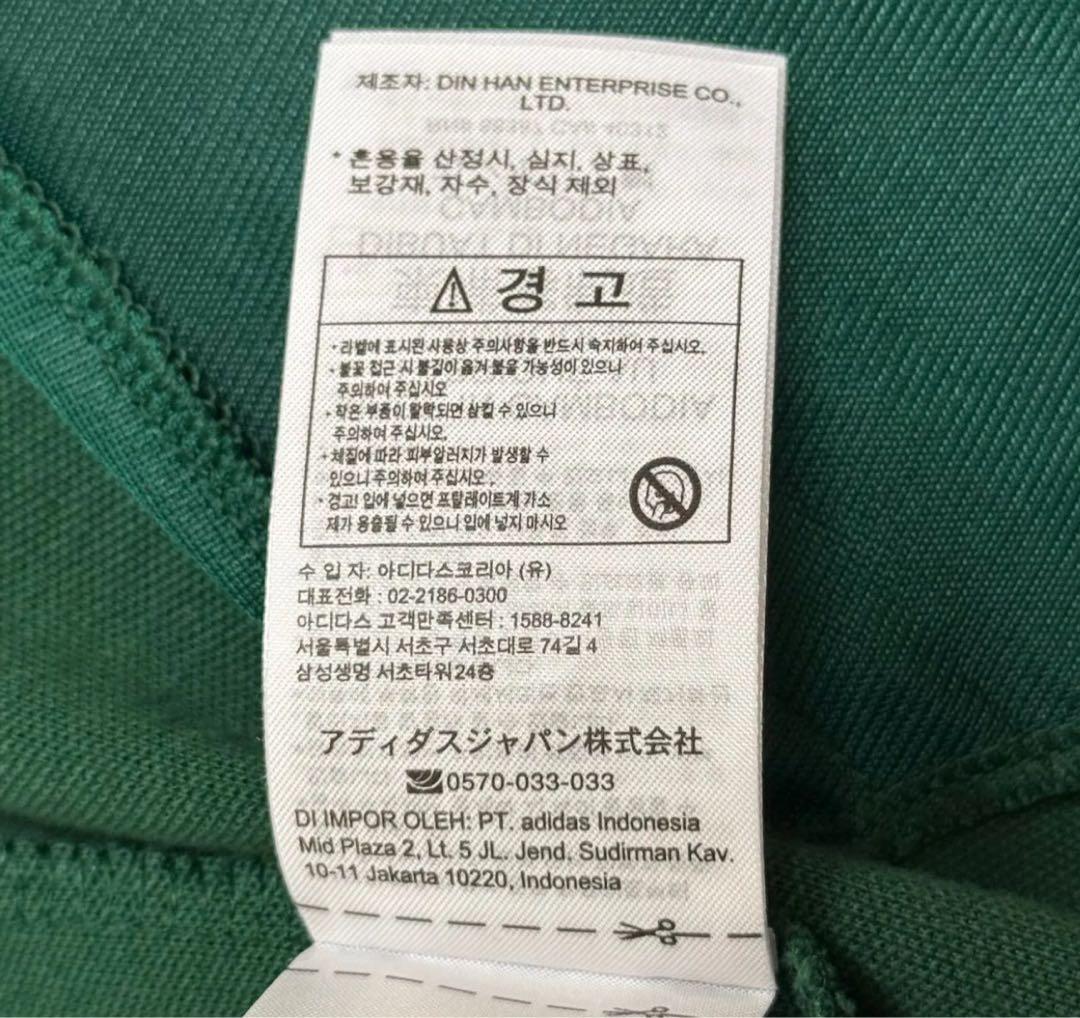 제조자: DIN HAN ENTERPRISE CO.,
LTD.
* 혼용율 산정시, 심지, 상표,
보강재, 자수, 장식 제외
경 고
• 라벨에 표시된 사용상 주의사항을 반드시 숙지하여 주십시오.
• 불꽃 접근 시 불길이 옮겨 붙을 가능성이 있으니
주의하여 주십시오
• 작은 부품이 탈락되면 삼킬 수 있으니
주의하여 주십시오.
• 체질에 따라 피부알러지가 발생할 수
있으니 주의하여 주십시오 .
• 경고! 입에 넣으면 프탈레이트계 가소
제가 용출될 수 있으니 입에 넣지 마시오
수 입 자: 아디다스코리아 (유)
대표전화 : 02-2186-0300
아디다스 고객만족센터 : 1588-8241
서울특별시 서초구 서초대로 74길 4
삼성생명 서초타워24층
アディダスジャパン株式会社
0570-033-033
DI IMPOR OLEH: PT. adidas Indonesia
Mid Plaza 2, Lt. 5 JL. Jend. Sudirman Kav.
10-11 Jakarta 10220, Indonesia